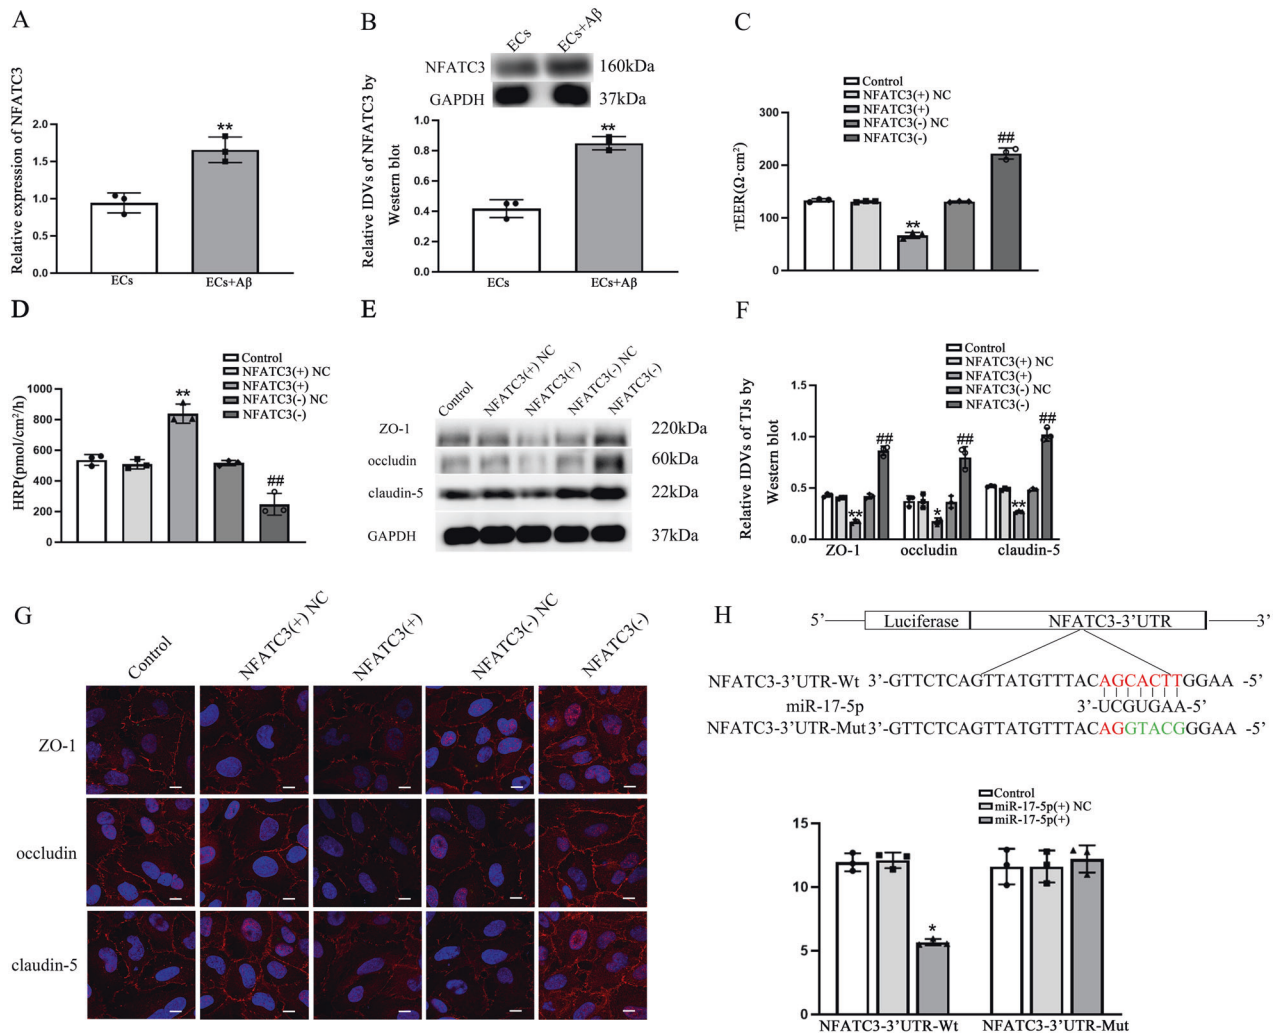 A
Relative expression of NFATC3
2.0
1.5
1.0
0.5
0.0
**
ECs
ECs+Aβ
B
ECs
ECs+Aβ
NFATC3
160kDa
GAPDH
37kDa
Relative IDVs of NFATC3 by
Western blot
1.0
0.8
0.6
0.4
0.2
0.0
**
ECs
ECs+Aβ
C
Control
NFATC3(+) NC
NFATC3(+)
NFATC3(-) NC
NFATC3(-)
TEER(Ω·cm²)
300
200
100
0
**
##
D
Control
NFATC3(+) NC
NFATC3(+)
NFATC3(-) NC
NFATC3(-)
HRP(pmol/cm²/h)
1000
800
600
400
200
0
**
##
E
Control
NFATC3(+) NC
NFATC3(+)
NFATC3(-) NC
NFATC3(-)
ZO-1
220kDa
occludin
60kDa
claudin-5
22kDa
GAPDH
37kDa
F
Control
NFATC3(+) NC
NFATC3(+)
NFATC3(-) NC
NFATC3(-)
Relative IDVs of TJs by
Western blot
1.5
1.0
0.5
0.0
**
##
*
##
**
##
ZO-1
occludin
claudin-5
G
Control
NFATC3(+) NC
NFATC3(+)
NFATC3(-) NC
NFATC3(-)
ZO-1
occludin
claudin-5
H
5’
Luciferase
NFATC3-3’UTR
3’
NFATC3-3’UTR-Wt 3’-GTTCTCAGTTATGTTTACAGCACTTGGAA -5’
miR-17-5p 3’-UCGUGAA-5’
NFATC3-3’UTR-Mut 3’-GTTCTCAGTTATGTTTACAGGTACGGGAA -5’
Control
miR-17-5p(+) NC
miR-17-5p(+)
15
10
5
0
*
NFATC3-3’UTR-Wt
NFATC3-3’UTR-Mut